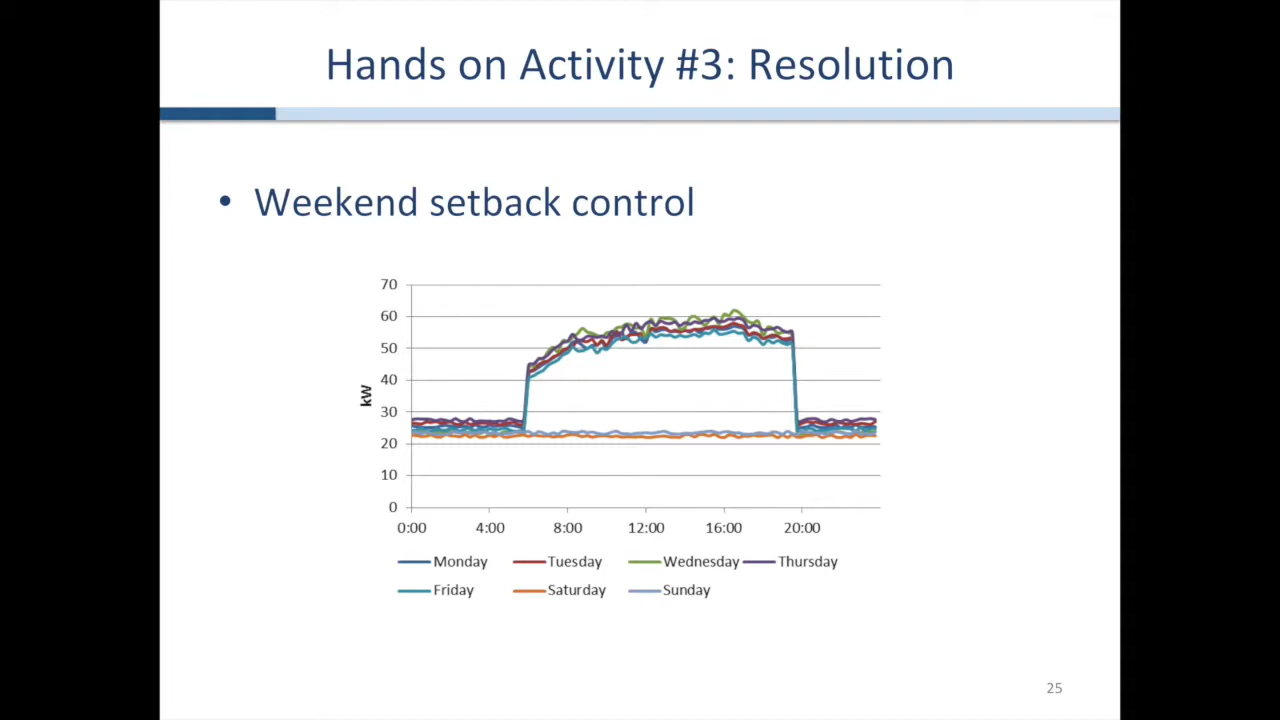 Hands on Activity #3: Resolution
• Weekend setback control
70
60
50
40
30
20
10
0
kW
0:00 4:00 8:00 12:00 16:00 20:00
Monday Tuesday Wednesday Thursday
Friday Saturday Sunday
25